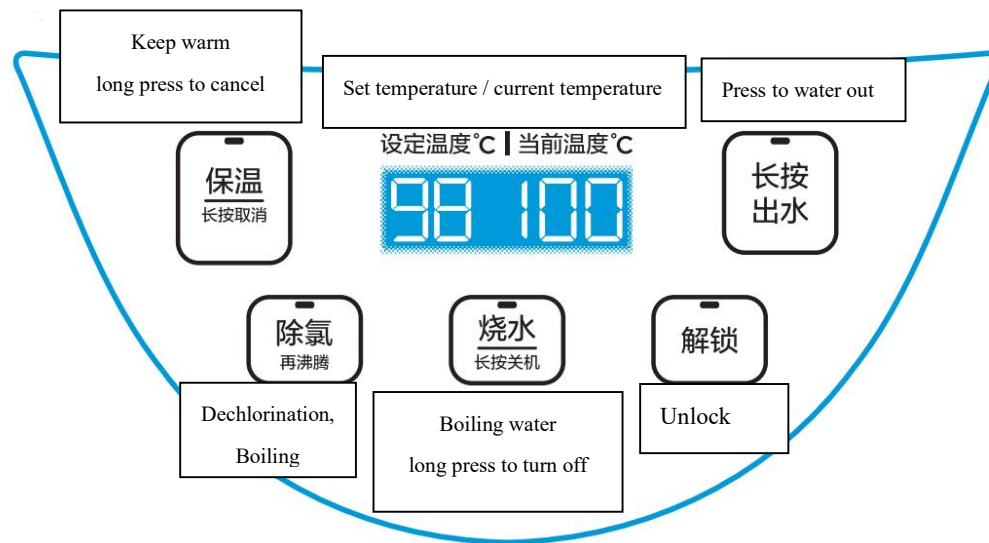 Keep warm
long press to cancel
Set temperature / current temperature
Press to water out
设定温度℃ | 当前温度℃
保温
长按取消
98 100
长按
出水
除氯
再沸腾
烧水
长按关机
解锁
Dechlorination,
Boiling
Boiling water
long press to turn off
Unlock